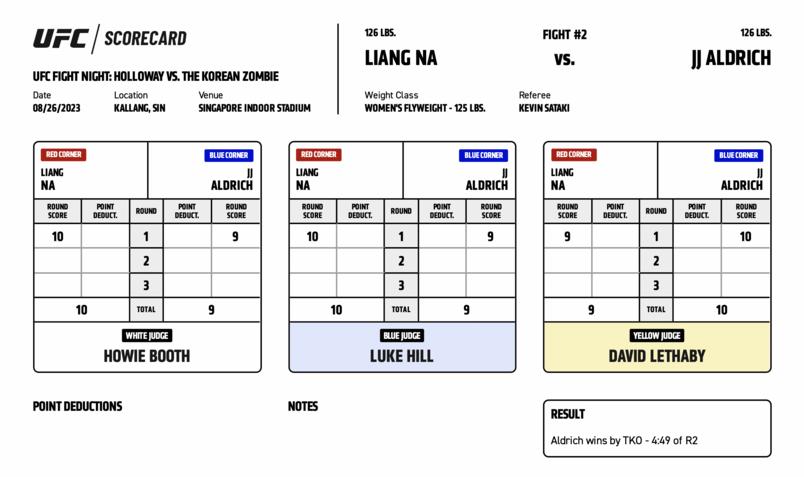 UFC / SCORECARD
UFC FIGHT NIGHT: HOLLOWAY VS. THE KOREAN ZOMBIE
Date Location Venue
08/26/2023 KALLANG, SIN SINGAPORE INDOOR STADIUM
126 LBS. FIGHT #2 126 LBS.
LIANG NA VS. JJ ALDRICH
Weight Class Referee
WOMEN'S FLYWEIGHT - 125 LBS. KEVIN SATAKI
RED CORNER BLUE CORNER
LIANG JJ
NA ALDRICH
ROUND POINT ROUND POINT ROUND
SCORE DEDUCT. DEDUCT. SCORE
10 1 9
2
3
10 TOTAL 9
WHITE JUDGE
HOWIE BOOTH
RED CORNER BLUE CORNER
LIANG JJ
NA ALDRICH
ROUND POINT ROUND POINT ROUND
SCORE DEDUCT. DEDUCT. SCORE
10 1 9
2
3
10 TOTAL 9
BLUE JUDGE
LUKE HILL
RED CORNER BLUE CORNER
LIANG JJ
NA ALDRICH
ROUND POINT ROUND POINT ROUND
SCORE DEDUCT. DEDUCT. SCORE
9 1 10
2
3
9 TOTAL 10
YELLOW JUDGE
DAVID LETHABY
POINT DEDUCTIONS
NOTES
RESULT
Aldrich wins by TKO - 4:49 of R2